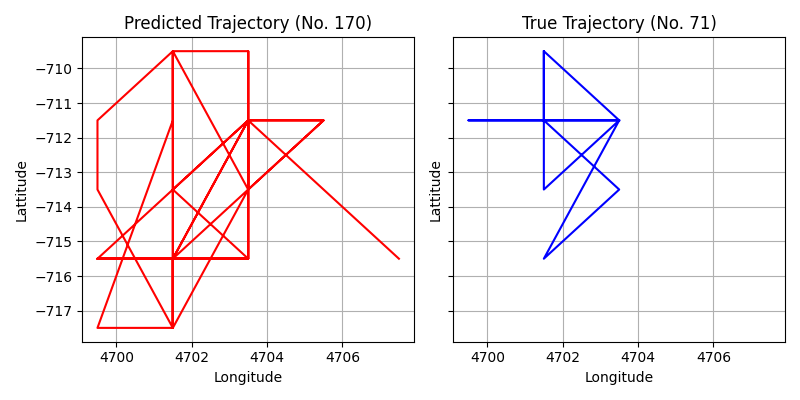 Predicted Trajectory (No. 170)
True Trajectory (No. 71)
−710
−711
−712
−713
−714
−715
−716
−717
Lattitude
Lattitude
4700 4702 4704 4706
4700 4702 4704 4706
Longitude
Longitude